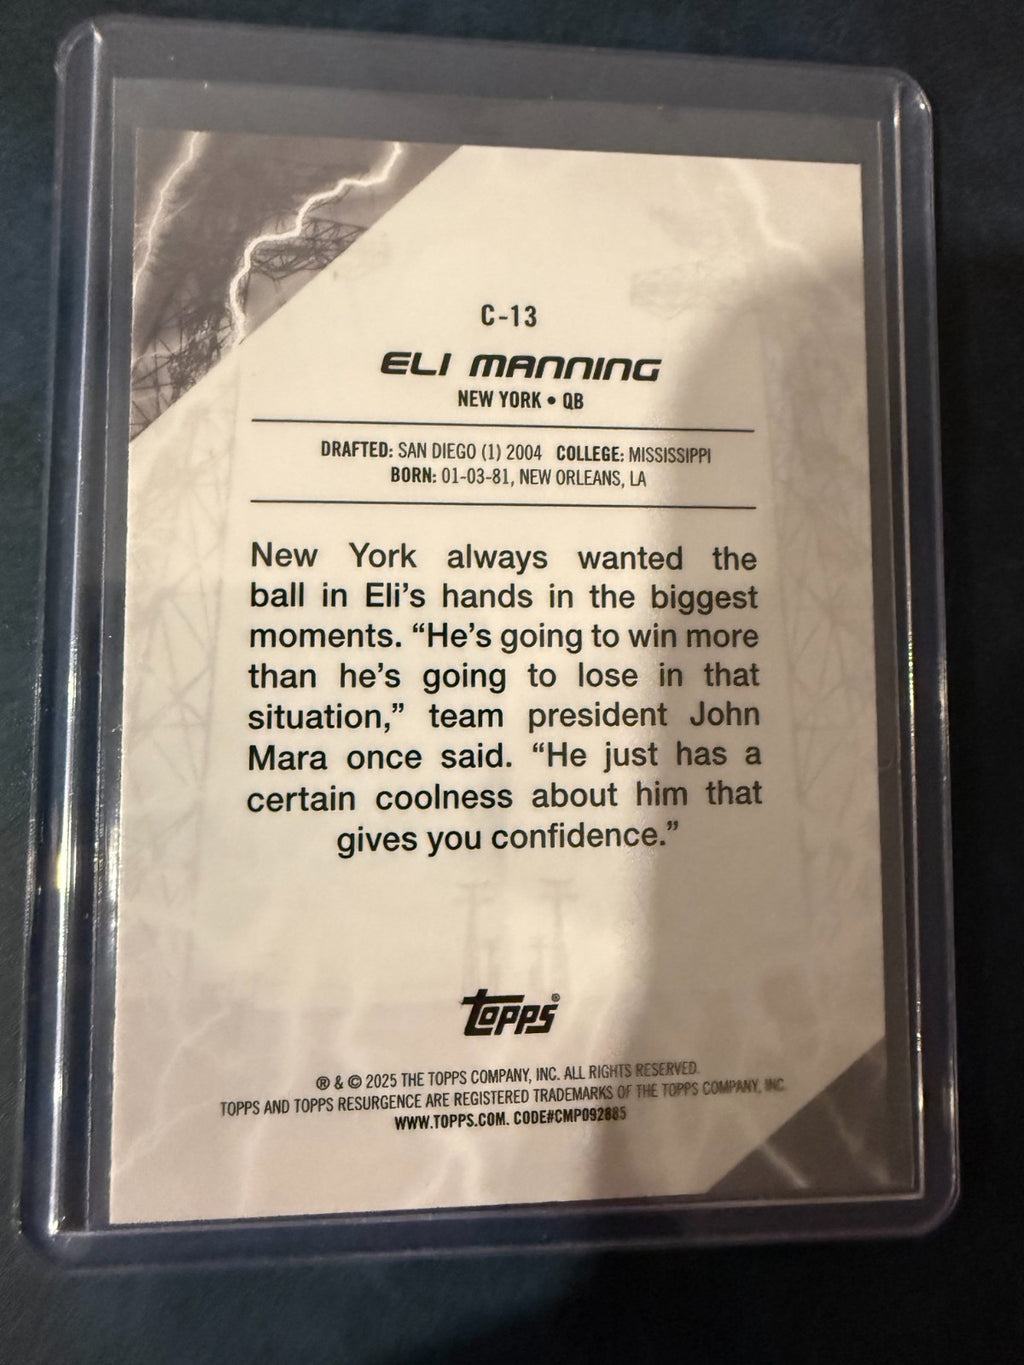 C-13
ELI MANNING
NEW YORK • QB
DRAFTED: SAN DIEGO (1) 2004 COLLEGE: MISSISSIPPI
BORN: 01-03-81, NEW ORLEANS, LA
New York always wanted the
ball in Eli's hands in the biggest
moments. “He's going to win more
than he's going to lose in that
situation,” team president John
Mara once said. “He just has a
certain coolness about him that
gives you confidence.”
Topps®
® & © 2025 THE TOPPS COMPANY, INC. ALL RIGHTS RESERVED.
TOPPS AND TOPPS RESURGENCE ARE REGISTERED TRADEMARKS OF THE TOPPS COMPANY, INC.
WWW.TOPPS.COM. CODE#CMP092885